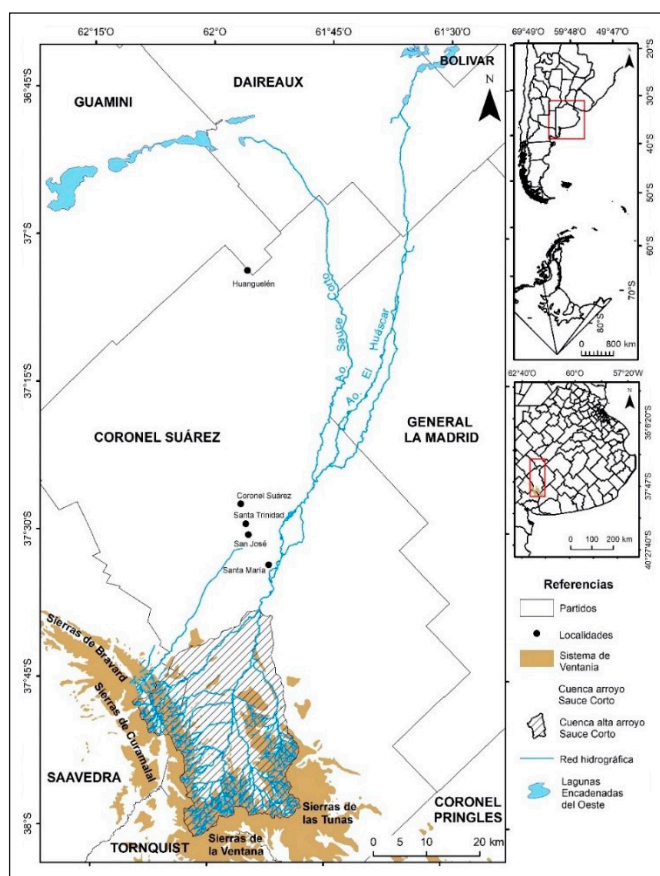 62°15'W
62°0'W
61°45'W
61°30'W
36°45'S
37°S
37°15'S
37°30'S
37°45'S
38°S
BOLIVAR
DAIREAUX
N
GUAMINI
Huanguelén
Ao Sauce Corto
Ao El Huáscar
CORONEL SUÁREZ
GENERAL
LA MADRID
Coronel Suárez
Santa Trinidad
San José
Santa María
Sierras de Bravard
Sierras de Curamalal
SAAVEDRA
Sierras de
las Tunas
CORONEL
PRINGLES
TORNQUIST
Sierras de
la Ventana
0 5 10 20
km
69°49'O 59°48'O 49°47'O
N
20°S
30°S
40°S
50°S
60°S
70°S
80°S
0 800 km
62°40'O 60°O 57°20'O
N
35°6'20'S
37°47'S
40°27'40'S
0 100 200
km
Referencias
Partidos
Localidades
Sistema de
Ventania
Cuenca arroyo
Sauce Corto
Cuenca alta arroyo
Sauce Corto
Red hidrográfica
Lagunas
Encadenadas
del Oeste